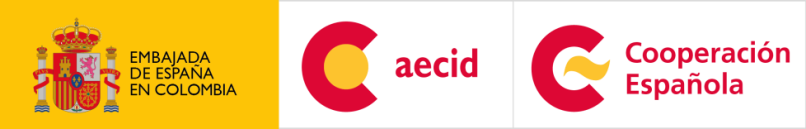 EMBAJADA
DE ESPAÑA
EN COLOMBIA
aecid
Cooperación
Española